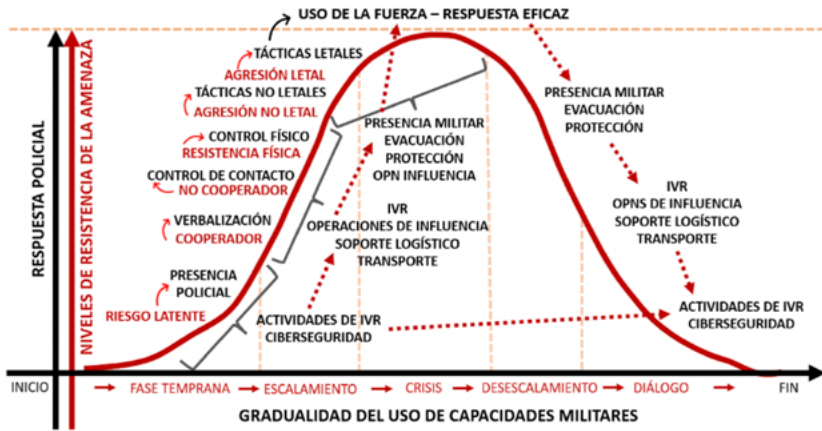 USO DE LA FUERZA – RESPUESTA EFICAZ
TÁCTICAS LETALES
AGRESIÓN LETAL
TÁCTICAS NO LETALES
AGRESIÓN NO LETAL
CONTROL FÍSICO
RESISTENCIA FÍSICA
CONTROL DE CONTACTO
NO COOPERADOR
VERBALIZACIÓN
COOPERADOR
PRESENCIA
POLICIAL
RIESGO LATENTE
RESPUESTA POLICIAL
NIVELES DE RESISTENCIA DE LA AMENAZA
PRESENCIA MILITAR
EVACUACIÓN
PROTECCIÓN
OPN INFLUENCIA
IVR
OPERACIONES DE INFLUENCIA
SOPORTE LOGÍSTICO
TRANSPORTE
ACTIVIDADES DE IVR
CIBERSEGURIDAD
PRESENCIA MILITAR
EVACUACIÓN
PROTECCIÓN
IVR
OPNS DE INFLUENCIA
SOPORTE LOGÍSTICO
TRANSPORTE
ACTIVIDADES DE IVR
CIBERSEGURIDAD
INICIO FASE TEMPRANA ESCALAMIENTO CRISIS DESESCALAMIENTO DIÁLOGO FIN
GRADUALIDAD DEL USO DE CAPACIDADES MILITARES